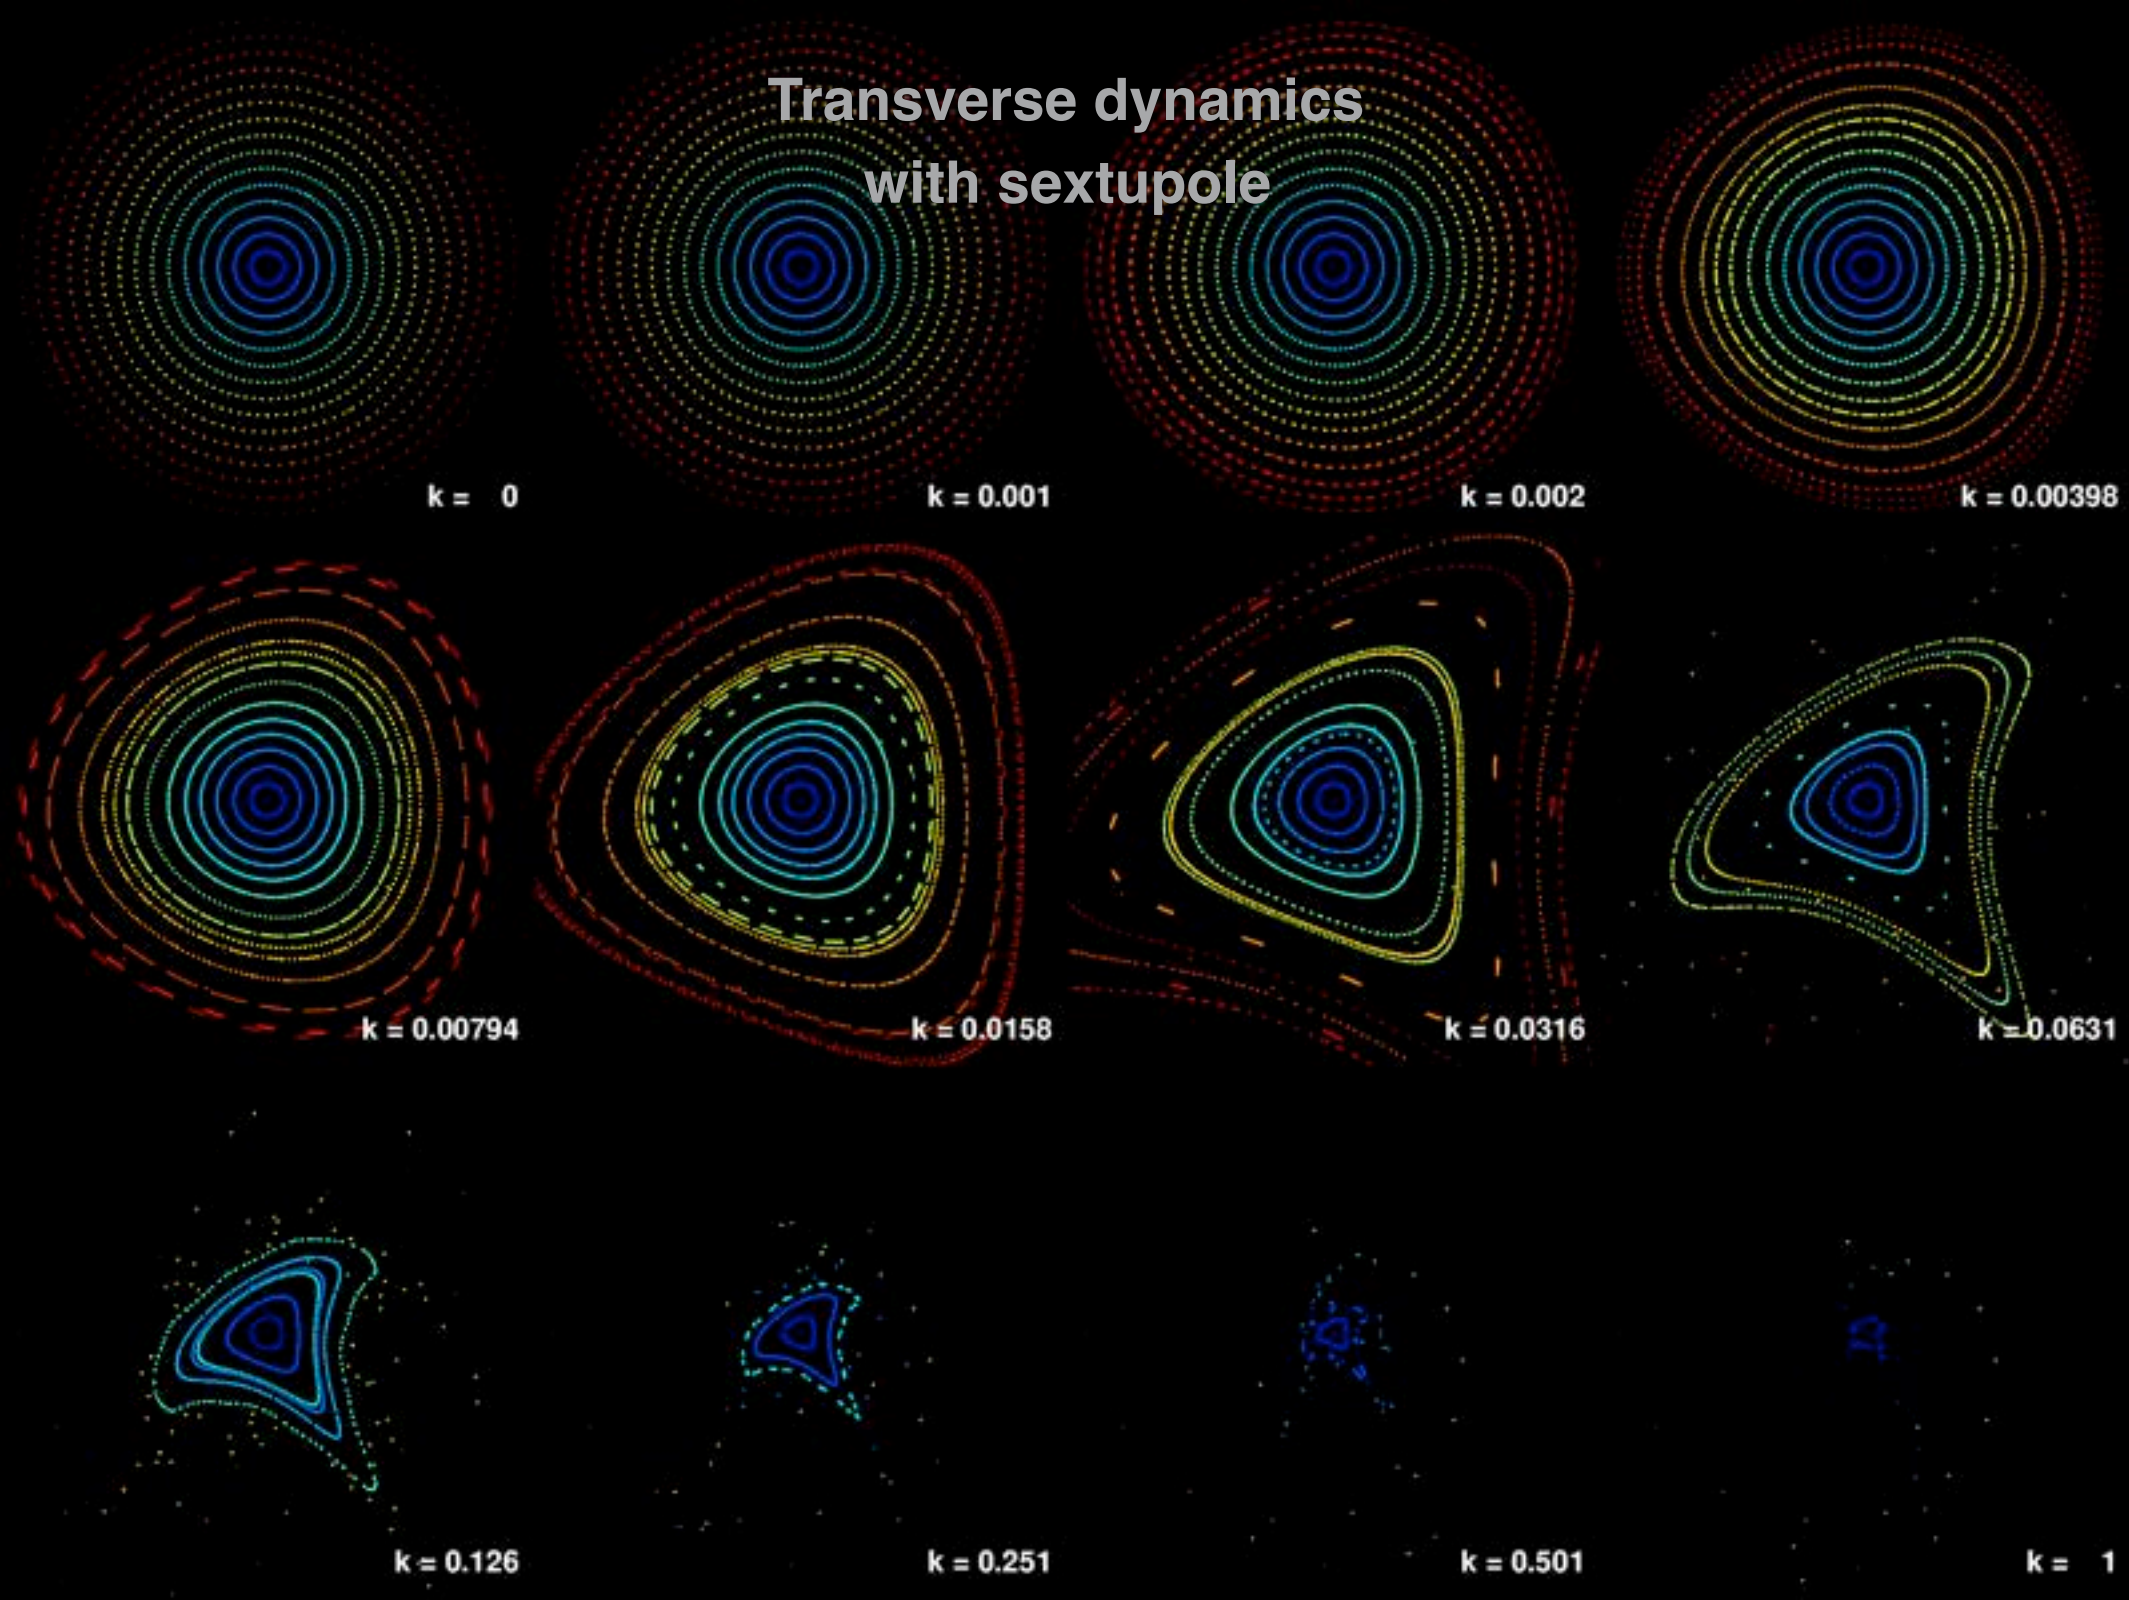 Transverse dynamics
with sextupole
k = 0
k = 0.001
k = 0.002
k = 0.00398
k = 0.00794
k = 0.0158
k = 0.0316
k = 0.0631
k = 0.126
k = 0.251
k = 0.501
k = 1